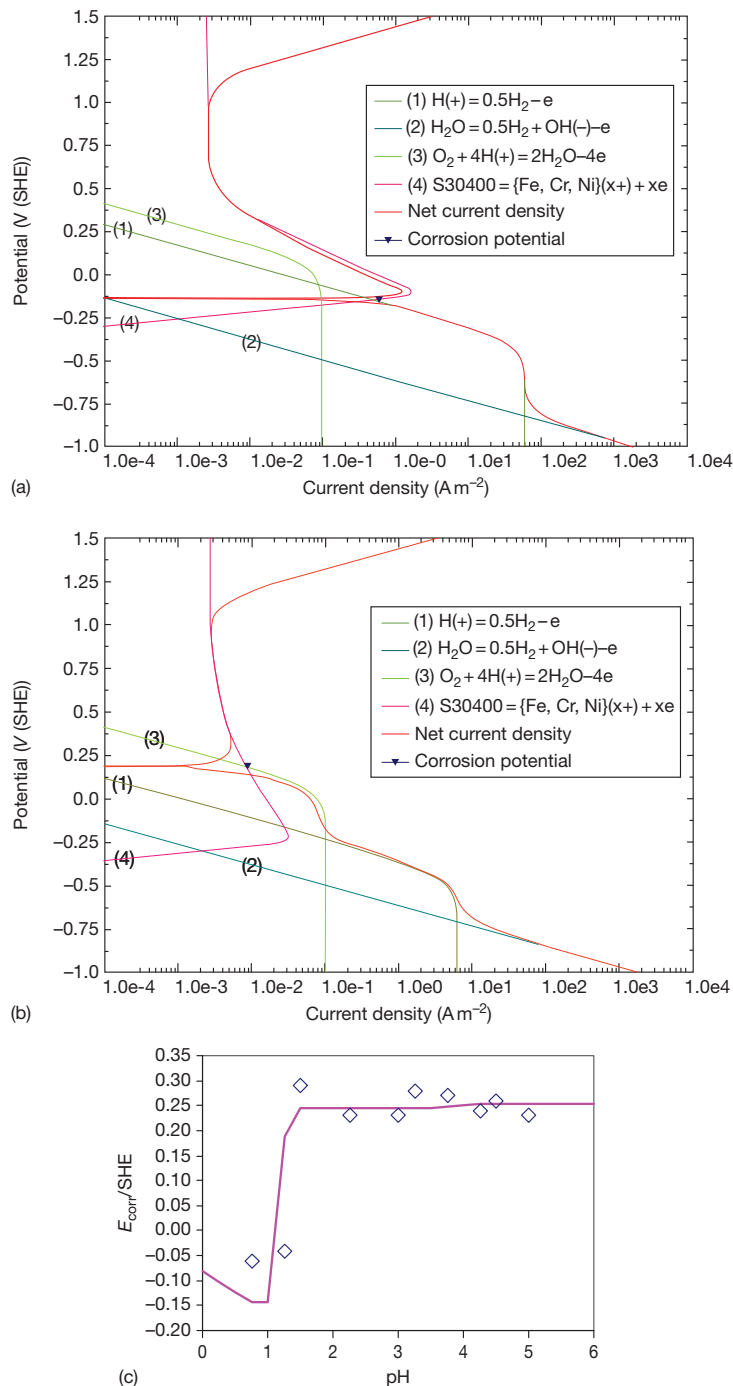 1.5
1.25
0.75
0.5
0.25
0.0
−0.25
−0.5
−0.75
−1.0
Potential (V (SHE))
(3)
(1)
(4)
(2)
(1) H(+) = 0.5H2 – e
(2) H2O = 0.5H2 + OH(–)–e
(3) O2 + 4H(+) = 2H2O–4e
(4) S30400 = {Fe, Cr, Ni}(x+) + xe
Net current density
Corrosion potential
1.0e-4 1.0e-3 1.0e-2 1.0e-1 1.0e-0 1.0e1 1.0e2 1.0e3 1.0e4
Current density (A m−2)
(a)
1.5
1.25
0.75
0.5
0.25
0.0
−0.25
−0.5
−0.75
−1.0
Potential (V (SHE))
(3)
(1)
(4)
(2)
(1) H(+) = 0.5H2 – e
(2) H2O = 0.5H2 + OH(–)–e
(3) O2 + 4H(+) = 2H2O–4e
(4) S30400 = {Fe, Cr, Ni}(x+) + xe
Net current density
Corrosion potential
1.0e-4 1.0e-3 1.0e-2 1.0e-1 1.0e0 1.0e1 1.0e2 1.0e3 1.0e4
Current density (A m−2)
(b)
0.35
0.30
0.25
0.20
0.15
0.10
0.05
0.00
−0.05
−0.10
−0.15
−0.20
Ecorr/SHE
0 1 2 3 4 5 6
pH
(c)